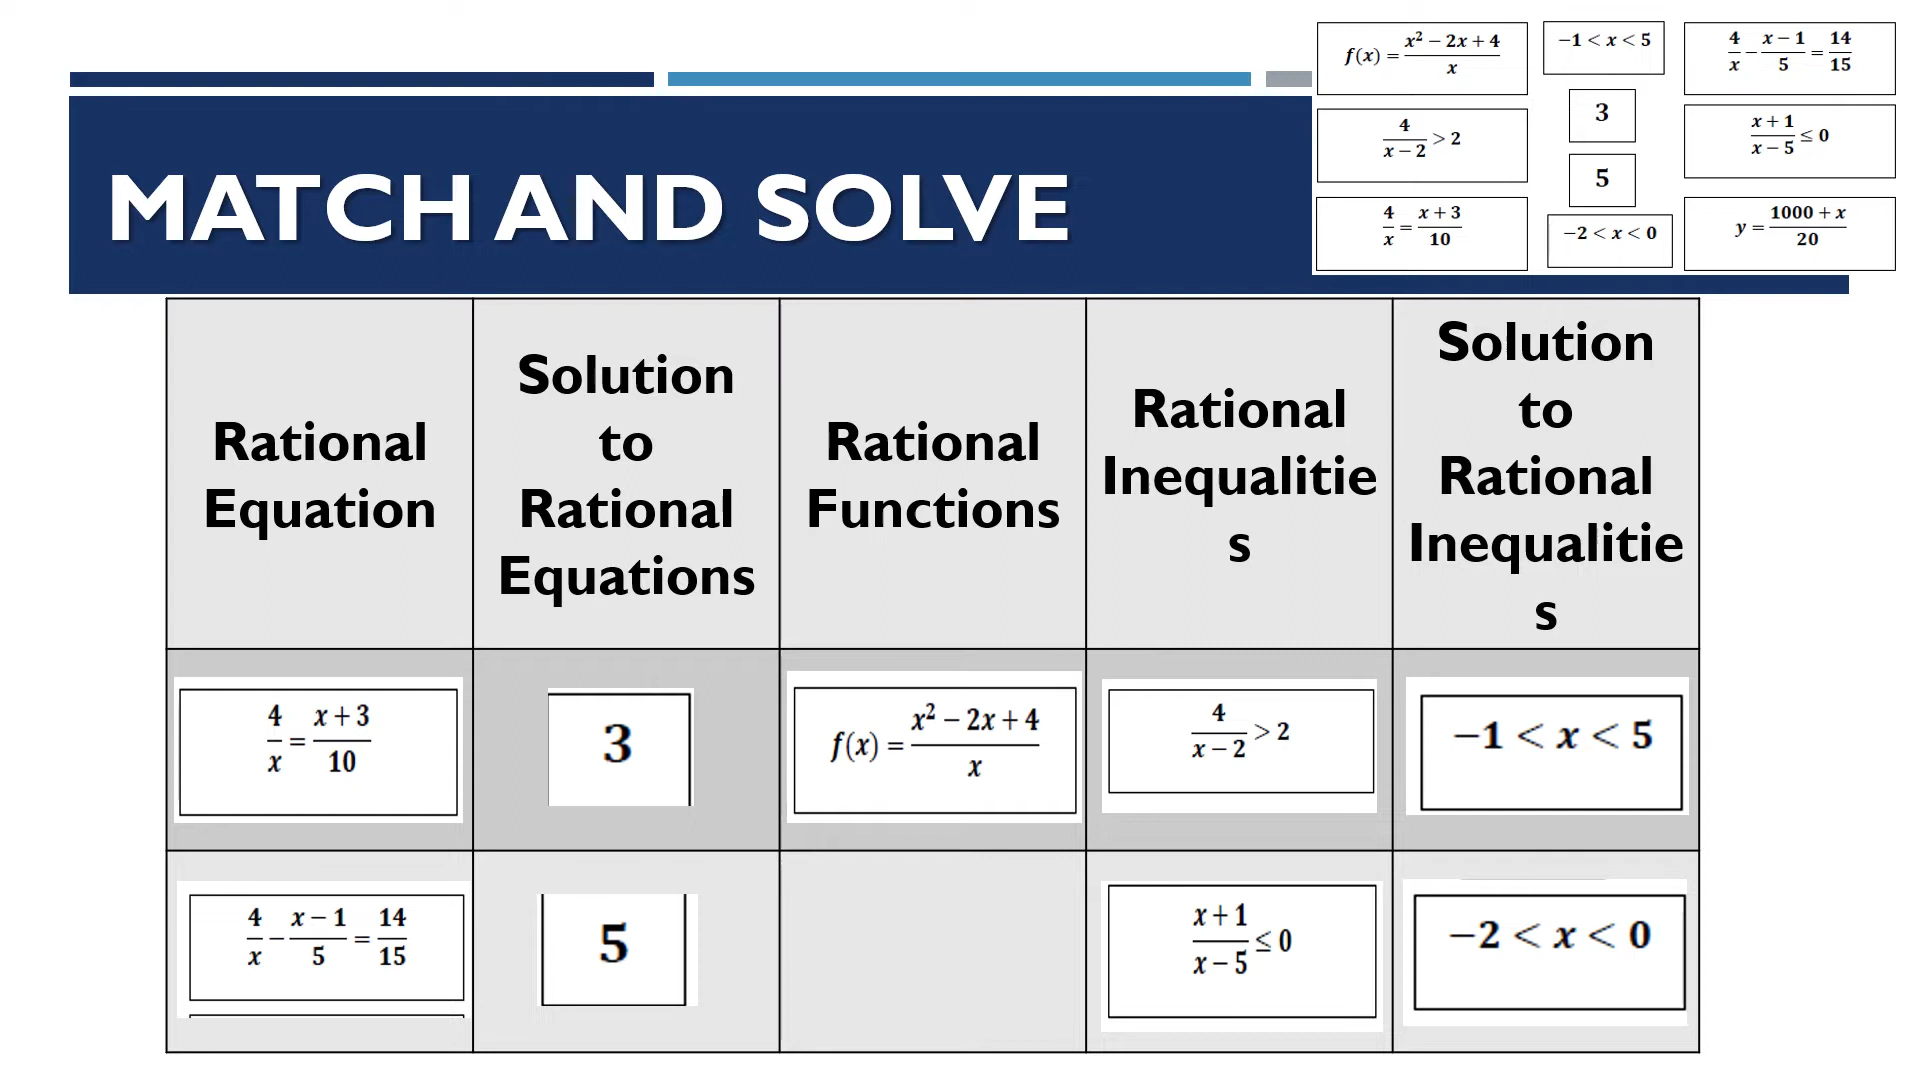 f(x) = x² − 2x + 4 / x
−1 < x < 5
4/x − x − 1/5 = 14/15
3
4/x − 2 > 2
x + 1/x − 5 ≤ 0
5
4/x = x + 3/10
−2 < x < 0
y = 1000 + x/20
MATCH AND SOLVE
Rational
Equation
Solution
to
Rational
Equations
Rational
Functions
Rational
Inequalitie
s
Solution
to
Rational
Inequalitie
s
4/x = x + 3/10
3
f(x) = x² − 2x + 4 / x
4/x − 2 > 2
−1 < x < 5
4/x − x − 1/5 = 14/15
5
x + 1/x − 5 ≤ 0
−2 < x < 0